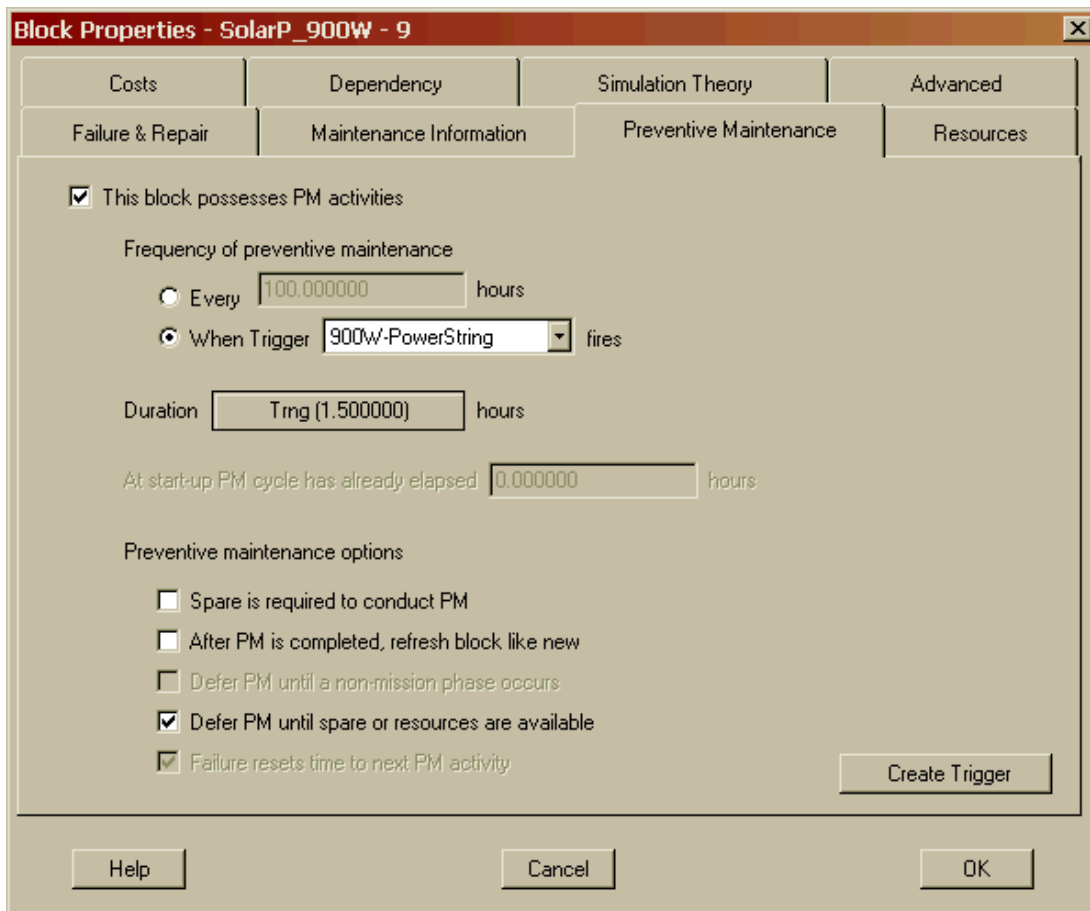 Block Properties - SolarP_900W - 9
Costs Dependency Simulation Theory Advanced
Failure & Repair Maintenance Information Preventive Maintenance Resources
This block possesses PM activities
Frequency of preventive maintenance
Every 100.000000 hours
When Trigger 900W-PowerString fires
Duration Trng (1.500000) hours
At start-up PM cycle has already elapsed 0.000000 hours
Preventive maintenance options
Spare is required to conduct PM
After PM is completed, refresh block like new
Defer PM until a non-mission phase occurs
Defer PM until spare or resources are available
Failure resets time to next PM activity
Create Trigger
Help Cancel OK